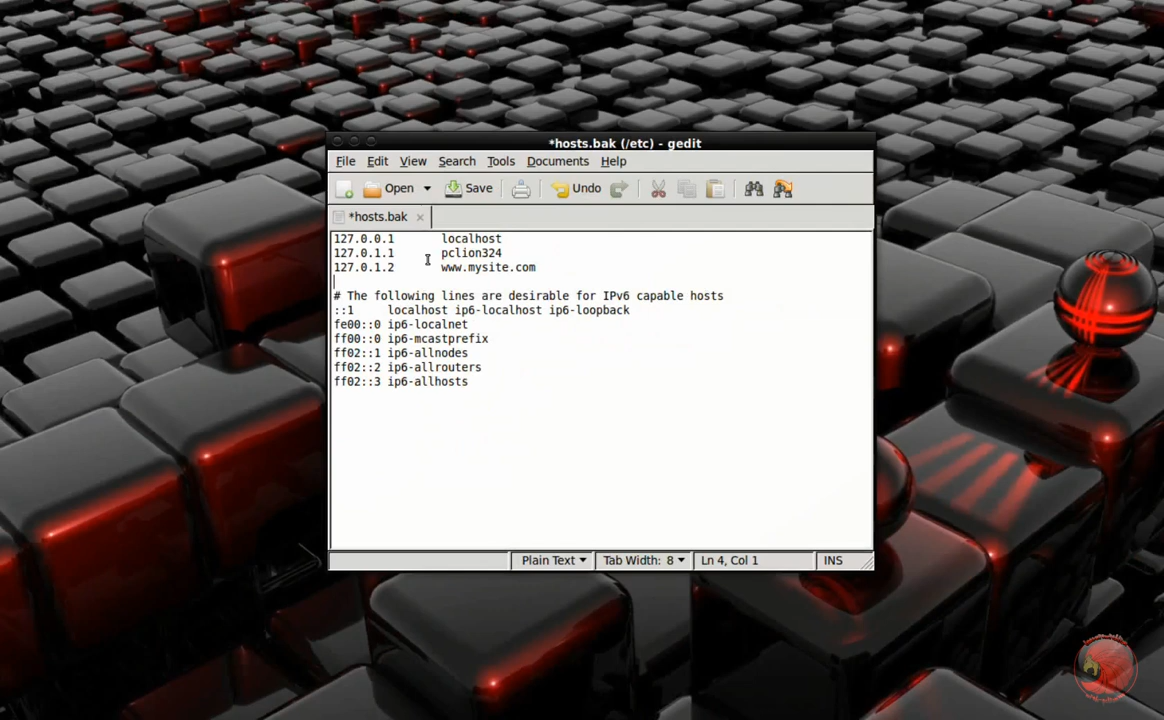 *hosts.bak (/etc) - gedit
File Edit View Search Tools Documents Help
Open Save Undo
*hosts.bak
127.0.0.1 localhost
127.0.1.1 pclion324
127.0.1.2 www.mysite.com
# The following lines are desirable for IPv6 capable hosts
::1 localhost ip6-localhost ip6-loopback
fe00::0 ip6-localnet
ff00::0 ip6-mcastprefix
ff02::1 ip6-allnodes
ff02::2 ip6-allrouters
ff02::3 ip6-allhosts
Plain Text Tab Width: 8 Ln 4, Col 1 INS